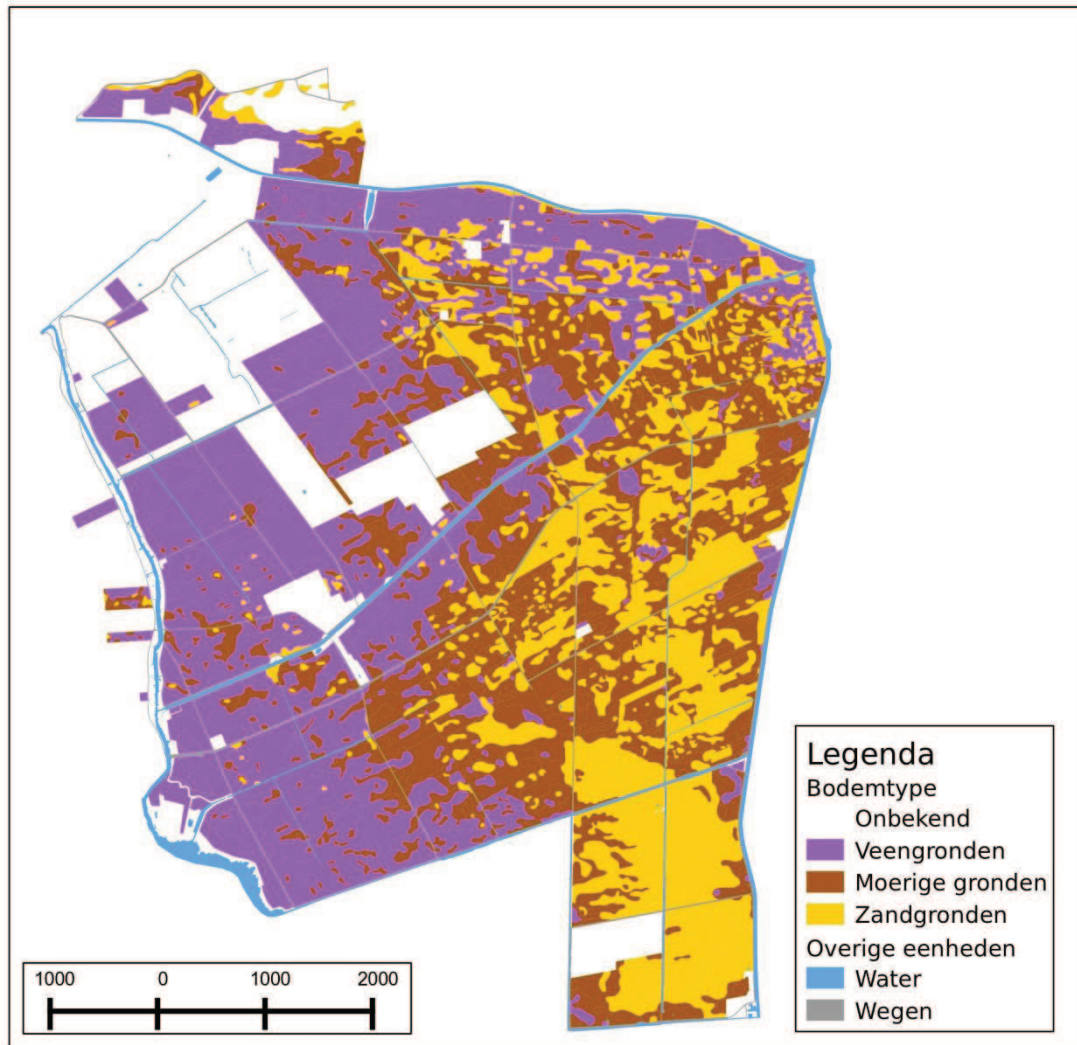 Legenda
Bodemtype
Onbekend
Veengronden
Moerige gronden
Zandgronden
Overige eenheden
Water
Wegen
1000 0 1000 2000